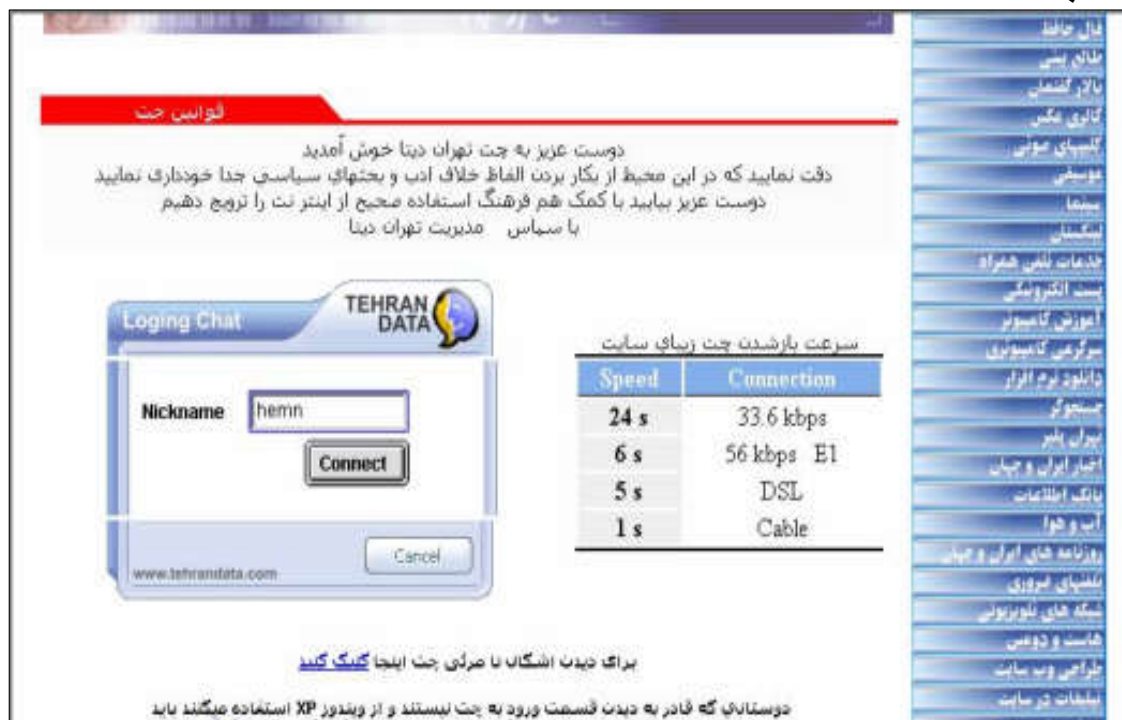 قوانین چت
دوست عزیز به چت تهران دیتا خوش آمدید
دقت نمایید که در این محیط از بکار بردن الفاظ خلاف ادب و بحثهای سیاسی جدا خودداری نمایید
دوست عزیز بیایید با کمک هم فرهنگ استفاده صحیح از اینتر نت را ترویج دهیم
با سپاس مدیریت تهران دیتا
Loging Chat
TEHRAN
DATA
Nickname hemn
Connect
Cancel
www.tehrandata.com
سرعت بازشدن چت زیبای سایت
Speed Connection
24 s 33.6 kbps
6 s 56 kbps E1
5 s DSL
1 s Cable
برای دیدن اشکال نا مرئی چت اینجا کلیک کنید
دوستانی که قادر به دیدن قسمت ورود به چت نیستند و از ویندوز XP استفاده میکنند باید
فال حافظ
طالع بینی
تالار گفتمان
گالری عکس
کلیپهای صوتی
موسیقی
سینما
لینکستان
خدمات تلفن همراه
پست الکترونیکی
آموزش کامپیوتر
سرگرمی کامپیوتری
دانلود نرم افزار
جستجوگر
تهران پلیر
اخبار ایران و جهان
بانک اطلاعات
آب و هوا
روزنامه های ایران و جهان
تلفنهای ضروری
شبکه های تلویزیونی
هاست و دومین
طراحی وب سایت
تبلیغات در سایت